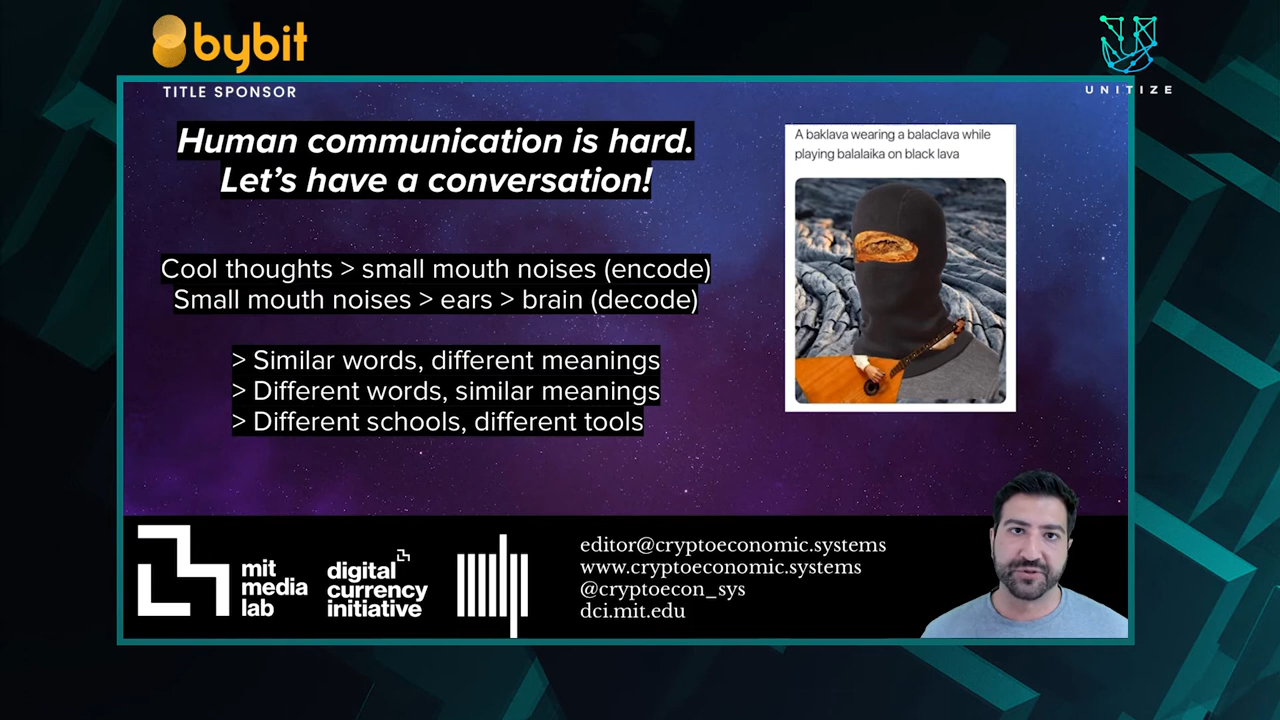 bybit
TITLE SPONSOR
UNITIZE
Human communication is hard.
Let's have a conversation!
Cool thoughts > small mouth noises (encode)
Small mouth noises > ears > brain (decode)
> Similar words, different meanings
> Different words, similar meanings
> Different schools, different tools
A baklava wearing a balaclava while
playing balalaika on black lava
mit
media
lab
digital
currency
initiative
editor@cryptoeconomic.systems
www.cryptoeconomic.systems
@cryptoecon_sys
dci.mit.edu